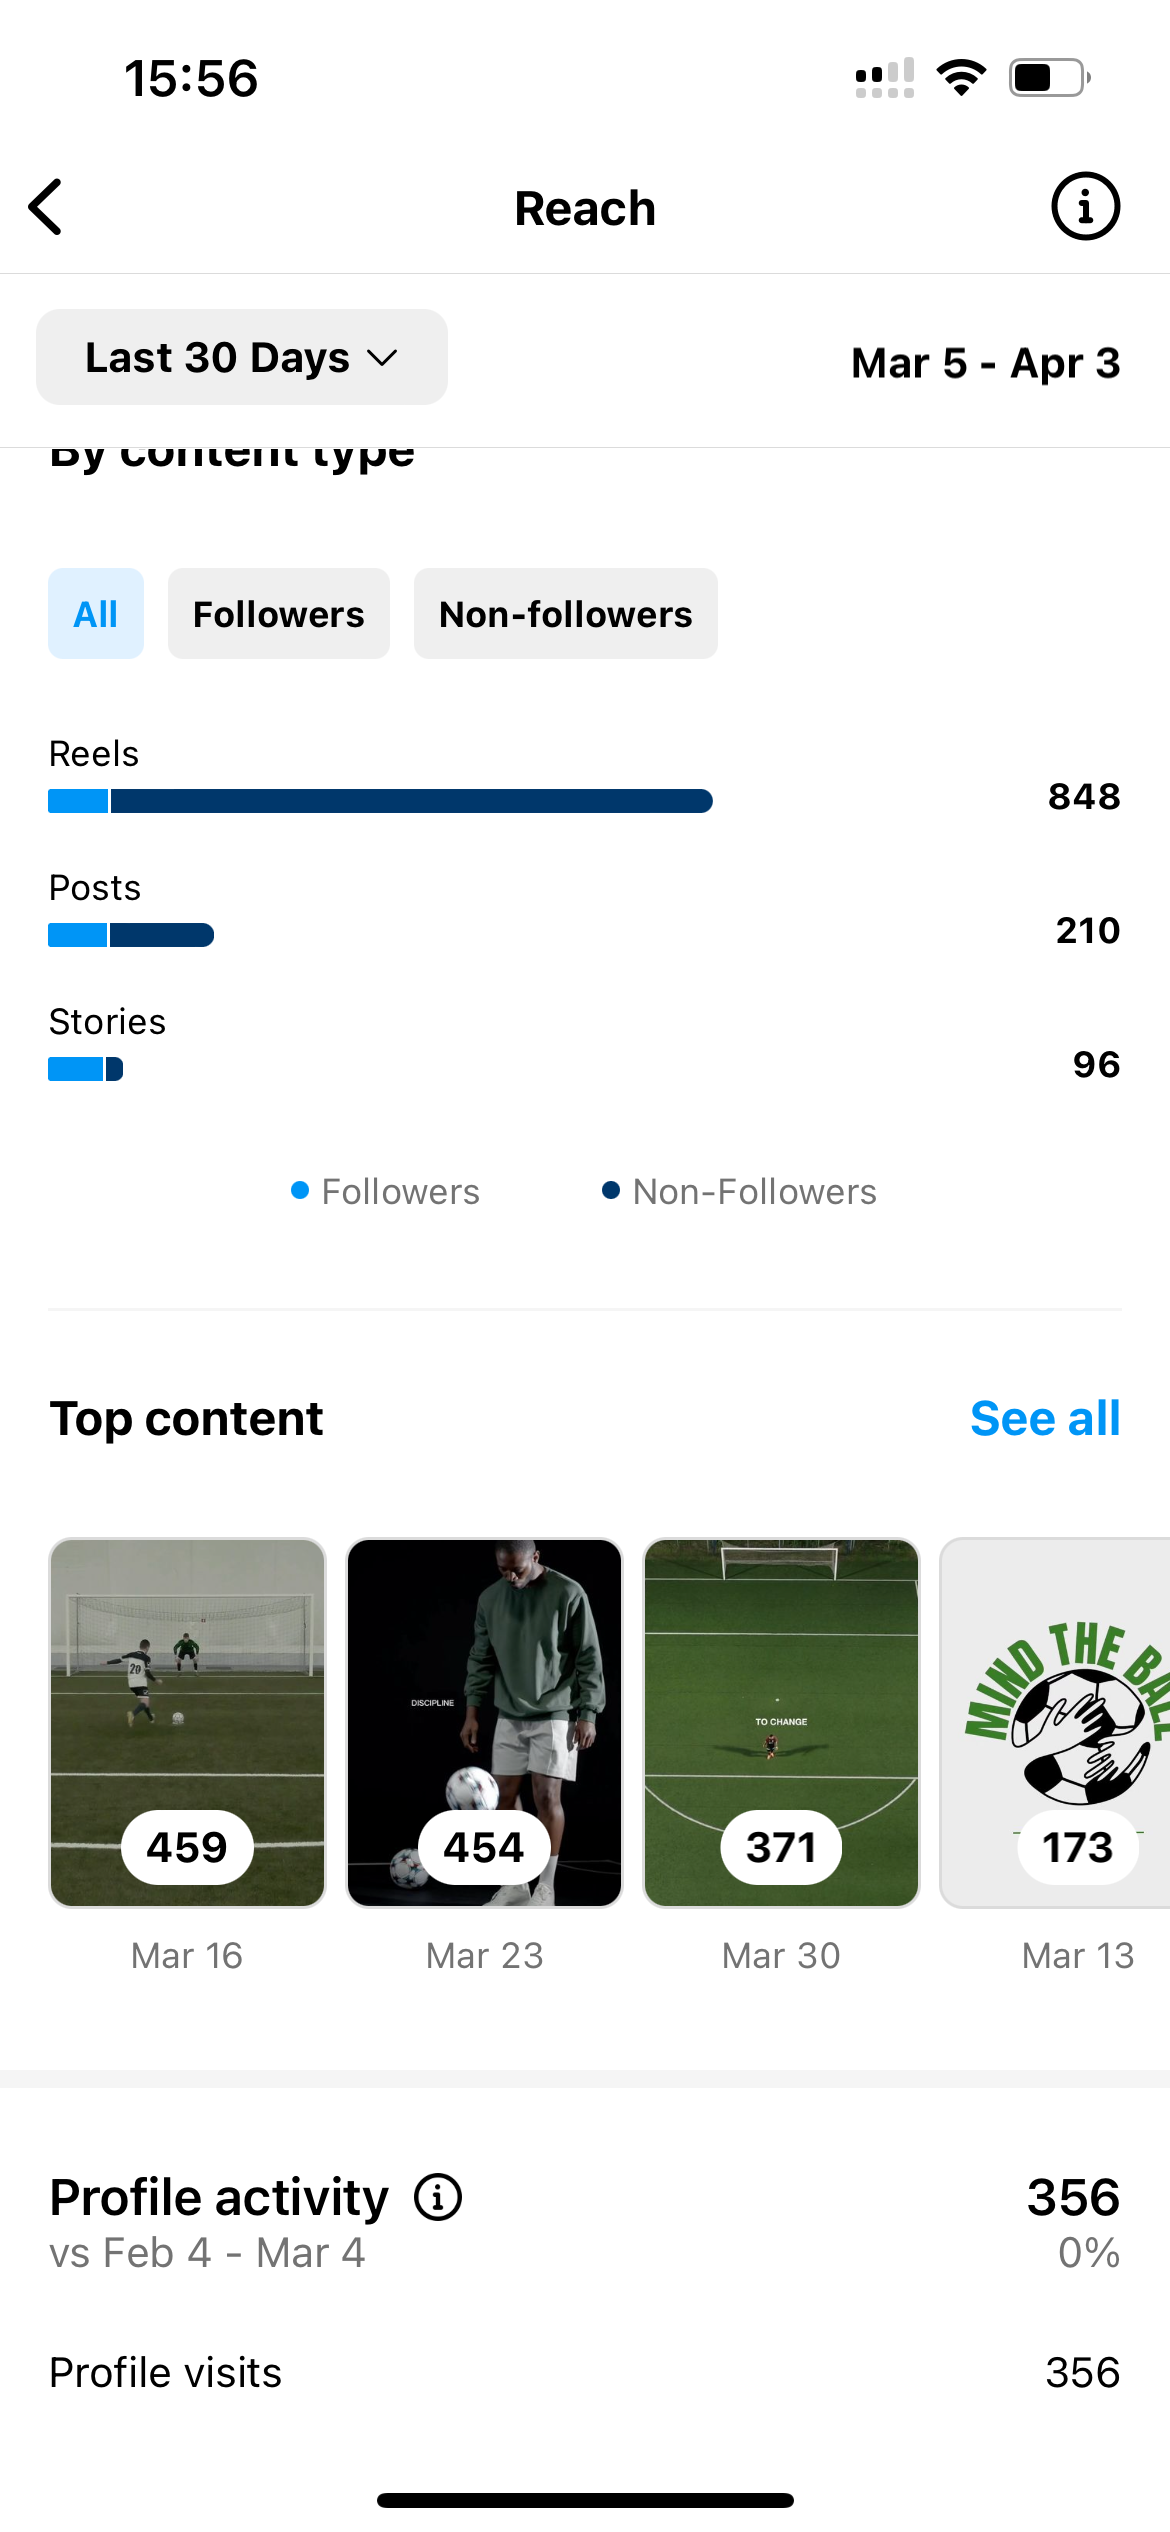 15:56
Reach
Last 30 Days
Mar 5 - Apr 3
By content type
All
Followers
Non-followers
Reels
848
Posts
210
Stories
96
Followers
Non-Followers
Top content
See all
20
DISCIPLINE
TO CHANGE
MIND THE BALL
459
454
371
173
Mar 16
Mar 23
Mar 30
Mar 13
Profile activity
356
vs Feb 4 - Mar 4
0%
Profile visits
356